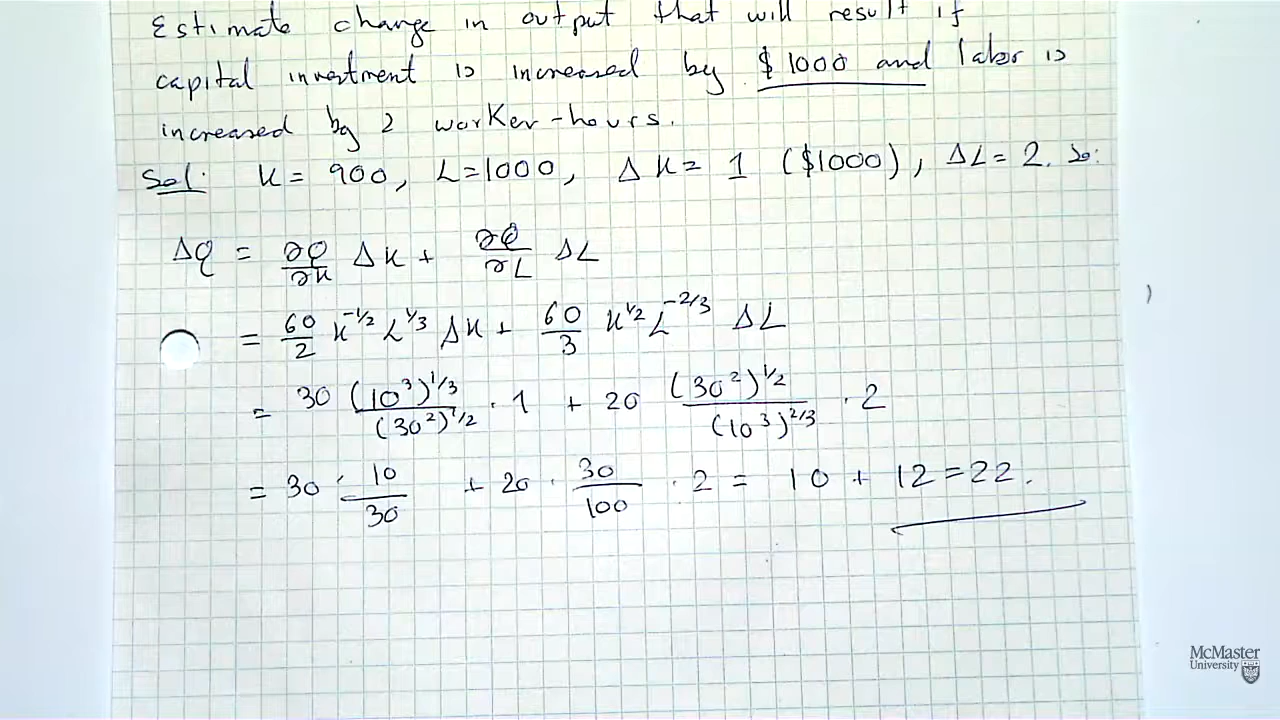 Estimate change in output that will result if
capital investment is increased by $1000 and labor is
increased by 2 worker-hours.
Sol: K = 900, L=1000, ΔK = 1 ($1000), ΔL = 2. So:
ΔQ = ∂Q/∂K ΔK + ∂Q/∂L ΔL
= 60/2 K^(-1/2) L^(1/3) ΔK + 60/3 K^(1/2) L^(-2/3) ΔL
= 30 (10^3)^(1/3)/(30^2)^(1/2) · 1 + 20 (30^2)^(1/2)/(10^3)^(2/3) · 2
= 30 · 10/30 + 20 · 30/100 · 2 = 10 + 12 = 22.
McMaster
University